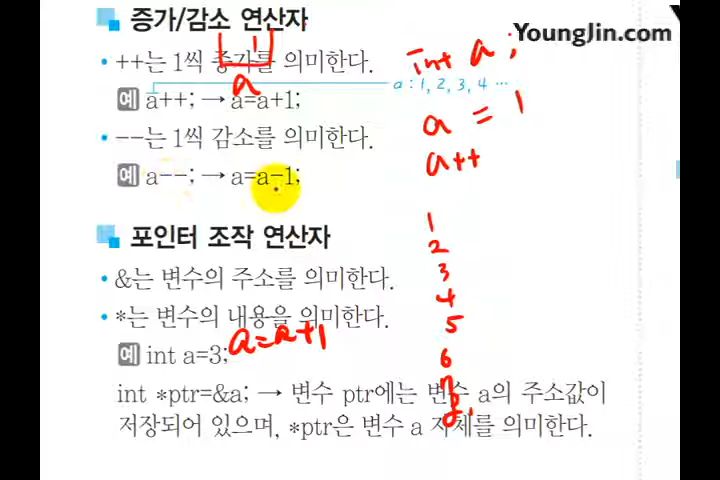 증가/감소 연산자
YoungJin.com
int a;
• ++는 1씩 증가를 의미한다.
1
a
a : 1, 2, 3, 4 …
예 a++; → a=a+1;
a = 1
• --는 1씩 감소를 의미한다.
a++
예 a--; → a=a-1;
1
2
3
4
5
6
7
8
포인터 조작 연산자
• &는 변수의 주소를 의미한다.
• *는 변수의 내용을 의미한다.
a=a+1
예 int a=3;
int *ptr=&a; → 변수 ptr에는 변수 a의 주소값이
저장되어 있으며, *ptr은 변수 a 자체를 의미한다.